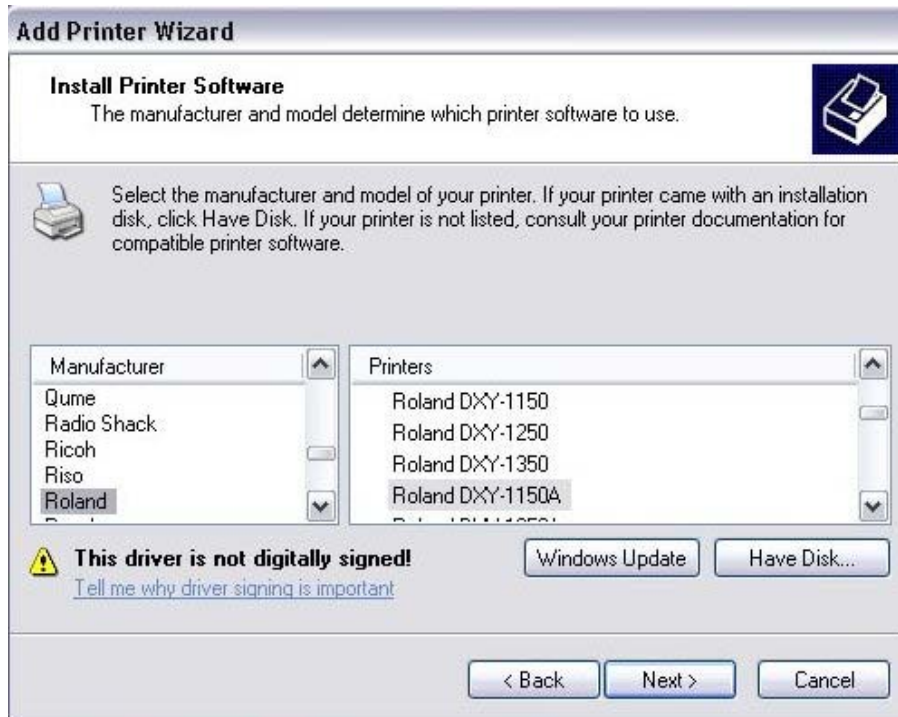 Add Printer Wizard
Install Printer Software
The manufacturer and model determine which printer software to use.
Select the manufacturer and model of your printer. If your printer came with an installation
disk, click Have Disk. If your printer is not listed, consult your printer documentation for
compatible printer software.
Manufacturer
Qume
Radio Shack
Ricoh
Riso
Roland
Printers
Roland DXY-1150
Roland DXY-1250
Roland DXY-1350
Roland DXY-1150A
This driver is not digitally signed!
Tell me why driver signing is important
Windows Update
Have Disk...
< Back
Next >
Cancel